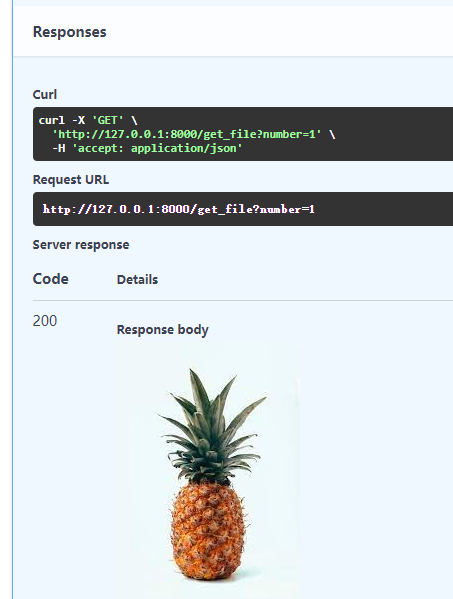 Responses
Curl
curl -X 'GET' \
'http://127.0.0.1:8000/get_file?number=1' \
-H 'accept: application/json'
Request URL
http://127.0.0.1:8000/get_file?number=1
Server response
Code Details
200
Response body